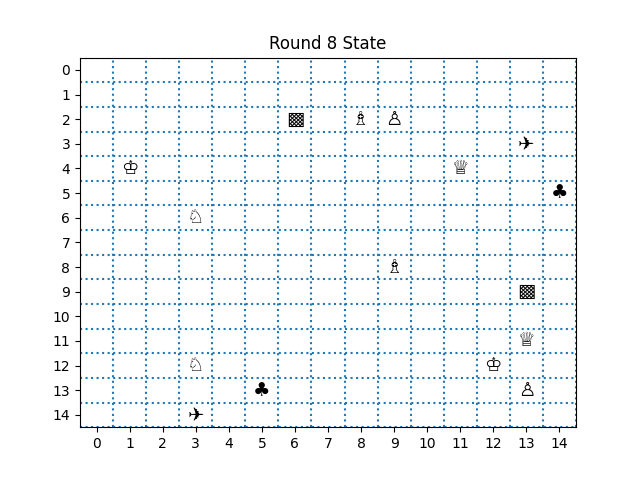 Round 8 State
0
1
2 ▩ ♗ ♙
3 ✈
4 ♔ ♕
5 ♣
6 ♘
7
8 ♗
9 ▩
10
11 ♕
12 ♘ ♔
13 ♣ ♙
14 ✈
0 1 2 3 4 5 6 7 8 9 10 11 12 13 14